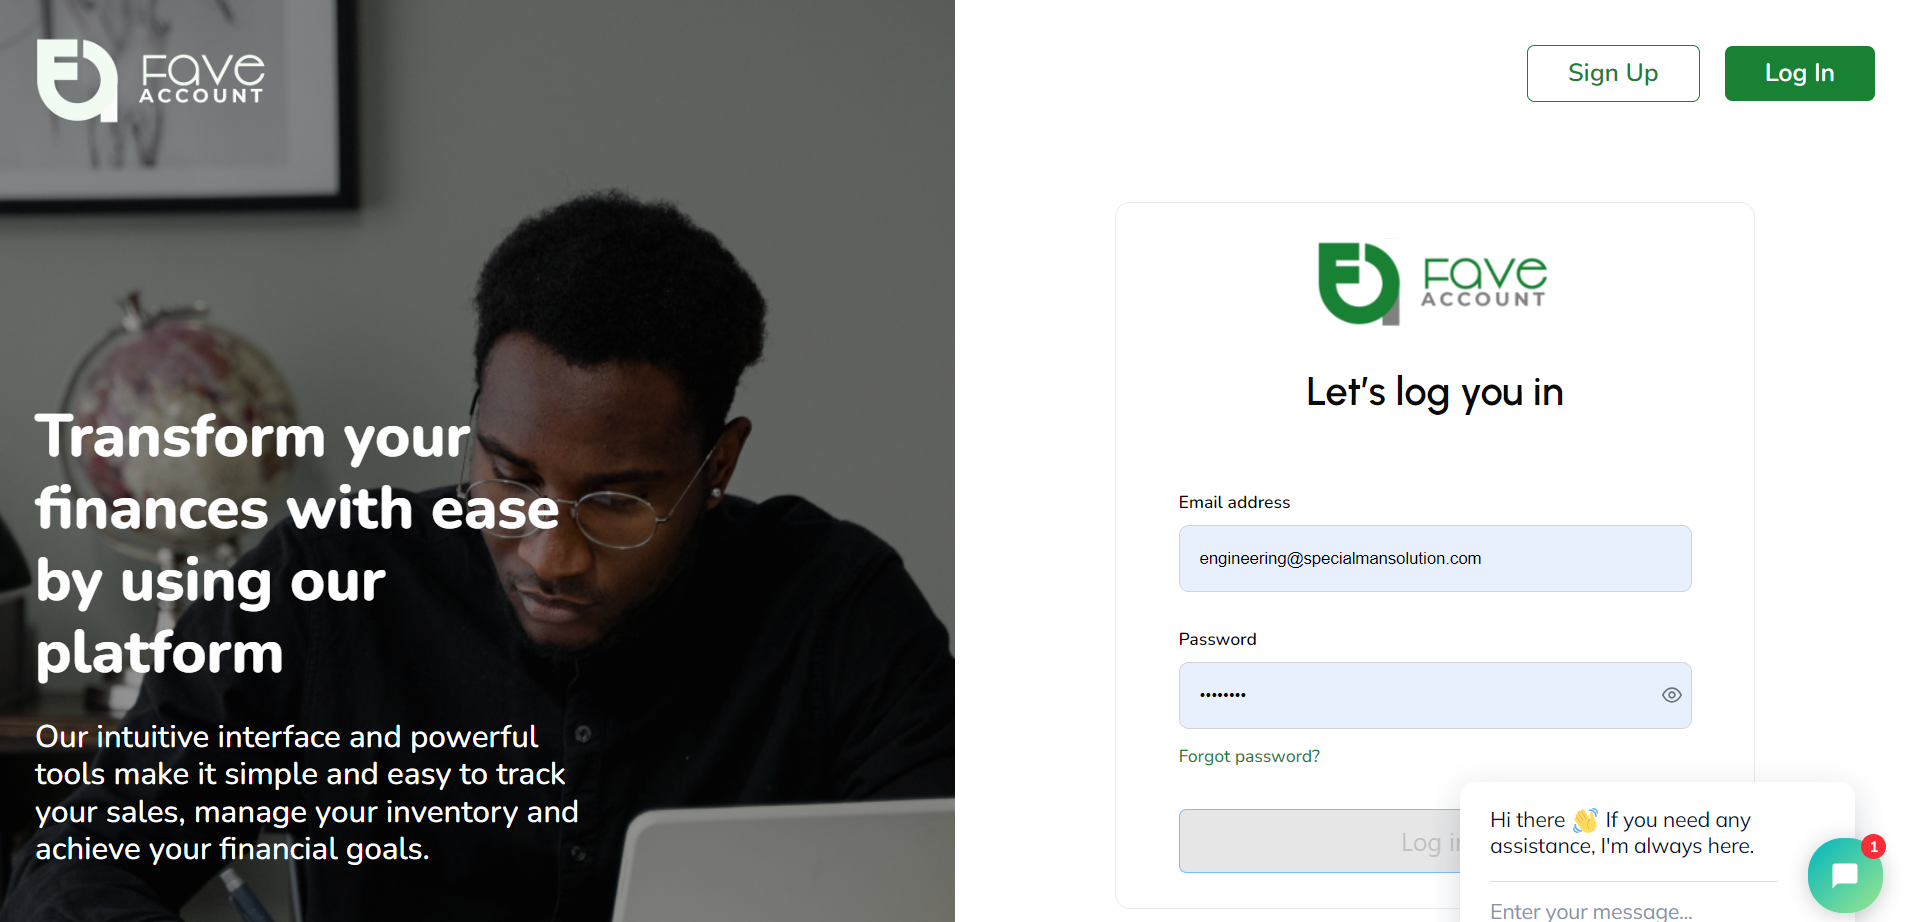 Fave
ACCOUNT
Transform your
finances with ease
by using our
platform
Our intuitive interface and powerful
tools make it simple and easy to track
your sales, manage your inventory and
achieve your financial goals.
Sign Up
Log In
Fave
ACCOUNT
Let's log you in
Email address
engineering@specialmansolution.com
Password
••••••••
Forgot password?
Log in
Hi there 👋 If you need any
assistance, I'm always here.
1
Enter your message...